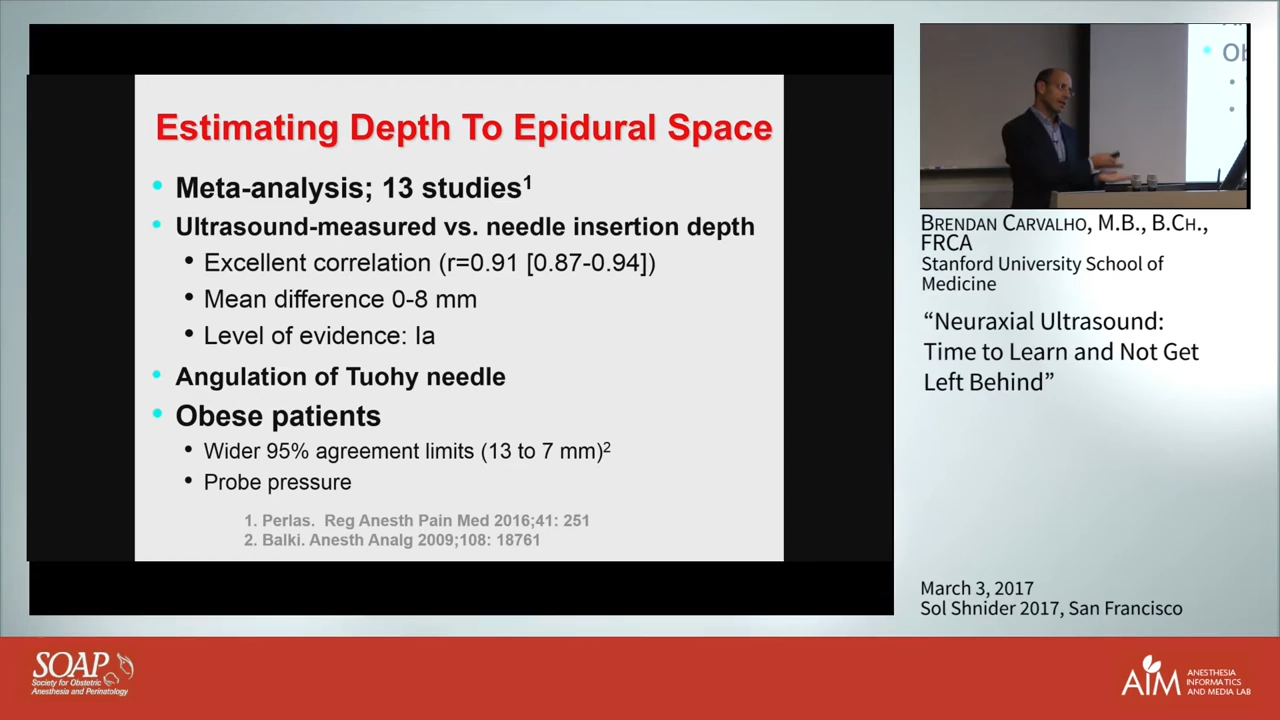 Estimating Depth To Epidural Space
Meta-analysis; 13 studies1
Ultrasound-measured vs. needle insertion depth
Excellent correlation (r=0.91 [0.87-0.94])
Mean difference 0-8 mm
Level of evidence: Ia
Angulation of Tuohy needle
Obese patients
Wider 95% agreement limits (13 to 7 mm)2
Probe pressure
1. Perlas. Reg Anesth Pain Med 2016;41: 251
2. Balki. Anesth Analg 2009;108: 18761
Ob
BRENDAN CARVALHO, M.B., B.CH.,
FRCA
Stanford University School of
Medicine
“Neuraxial Ultrasound:
Time to Learn and Not Get
Left Behind”
March 3, 2017
Sol Shnider 2017, San Francisco
SOAP
Society for Obstetric
Anesthesia and Perinatology
AIM
ANESTHESIA
INFORMATICS
AND MEDIA LAB